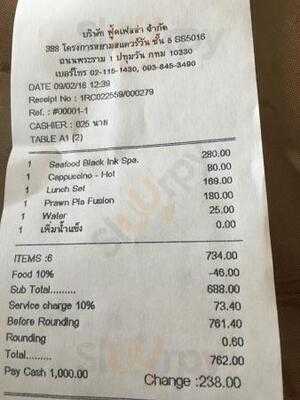 บริษัท ฟู้ดเฟลล่า จำกัด
388 โครงการสยามสแควร์วัน ชั้น 5 SS5016
ถนนพระราม 1 ปทุมวัน กทม 10330
เบอร์โทร 02-115-1430, 093-845-3490
DATE 09/02/16 12:39
Receipt No : 1RC022559/000279
Ref. : #00001-1
CASHIER : 025 นาย
TABLE A1 (2)
1 Seafood Black Ink Spa. 280.00
1 Cappuccino - Hot 80.00
1 Lunch Set 169.00
1 Prawn Pla Fusion 180.00
1 Water 25.00
1 เพิ่มน้ำแข็ง 0.00
ITEMS :6 734.00
Food 10% -46.00
Sub Total......... 688.00
Service charge 10% 73.40
Before Rounding 761.40
Rounding 0.60
Total......... 762.00
Pay Cash 1,000.00 Change :238.00